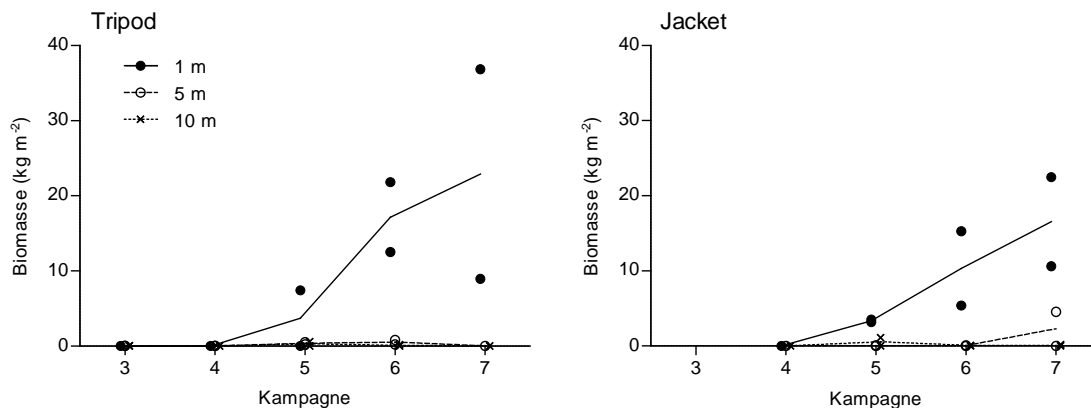 Tripod
40
30
20
10
0
Biomasse (kg m⁻²)
1 m
5 m
10 m
3 4 5 6 7
Kampagne
Jacket
40
30
20
10
0
Biomasse (kg m⁻²)
3 4 5 6 7
Kampagne